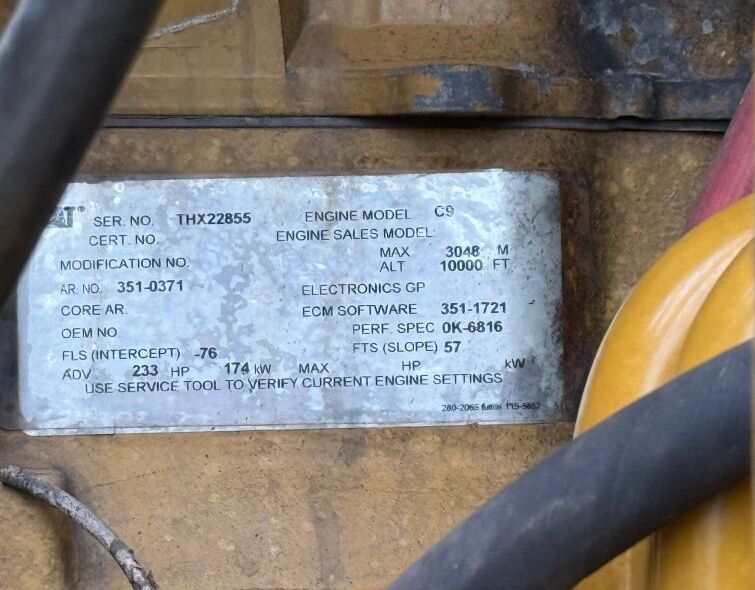 AT® SER. NO. THX22855 ENGINE MODEL C9
CERT. NO. ENGINE SALES MODEL:
MODIFICATION NO. MAX ALT 3048 M 10000 FT
AR. NO. 351-0371 ELECTRONICS GP
CORE AR. ECM SOFTWARE 351-1721
OEM NO PERF. SPEC 0K-6816
FLS (INTERCEPT) -76 FTS (SLOPE) 57
ADV 233 HP 174 kW MAX HP kW
USE SERVICE TOOL TO VERIFY CURRENT ENGINE SETTINGS
280-2065